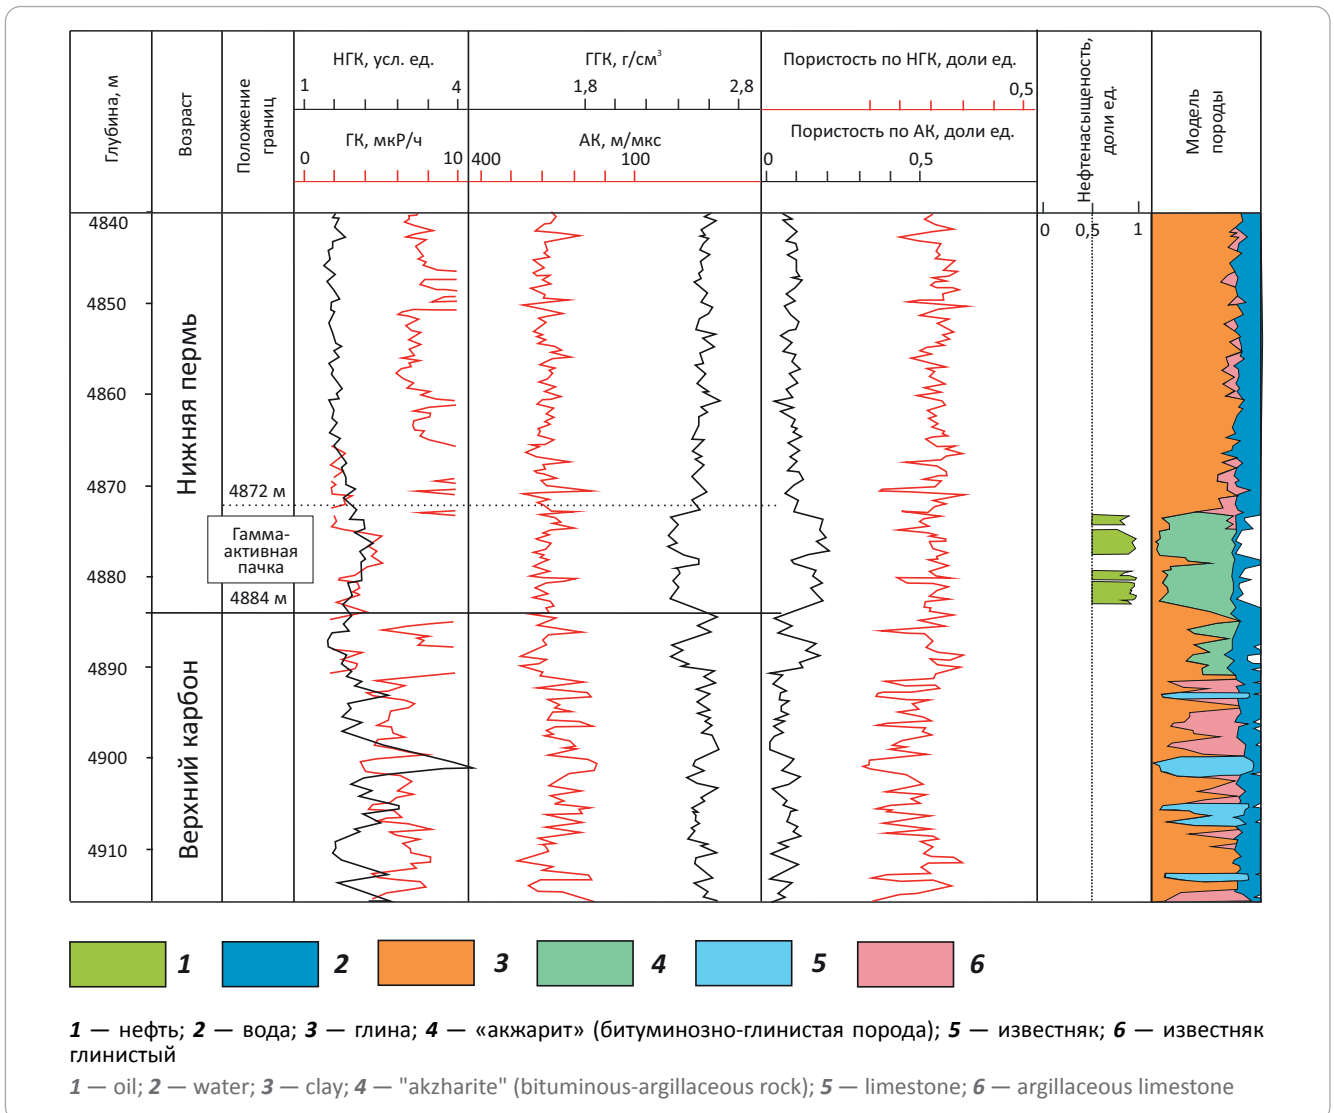 Глубина, м
Возраст
Положение
границ
НГК, усл. ед.
1 4
ГК, мкР/ч
0 10
ГГК, г/см³
1,8 2,8
АК, м/мкс
400 100
Пористость по НГК, доли ед.
0,5
Пористость по АК, доли ед.
0 0,5
Нефтенасыщеность,
доли ед.
0 0,5 1
Модель
породы
4840
4850
4860
4870
4880
4890
4900
4910
Нижняя пермь
Верхний карбон
4872 м
Гамма-
активная
пачка
4884 м
1 2 3 4 5 6
1 — нефть; 2 — вода; 3 — глина; 4 — «акжарит» (битуминозно-глинистая порода); 5 — известняк; 6 — известняк
глинистый
1 — oil; 2 — water; 3 — clay; 4 — "akzharite" (bituminous-argillaceous rock); 5 — limestone; 6 — argillaceous limestone